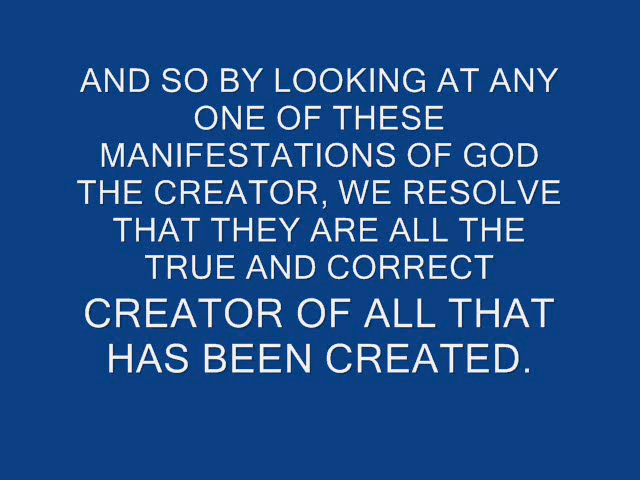 AND SO BY LOOKING AT ANY
ONE OF THESE
MANIFESTATIONS OF GOD
THE CREATOR, WE RESOLVE
THAT THEY ARE ALL THE
TRUE AND CORRECT
CREATOR OF ALL THAT
HAS BEEN CREATED.